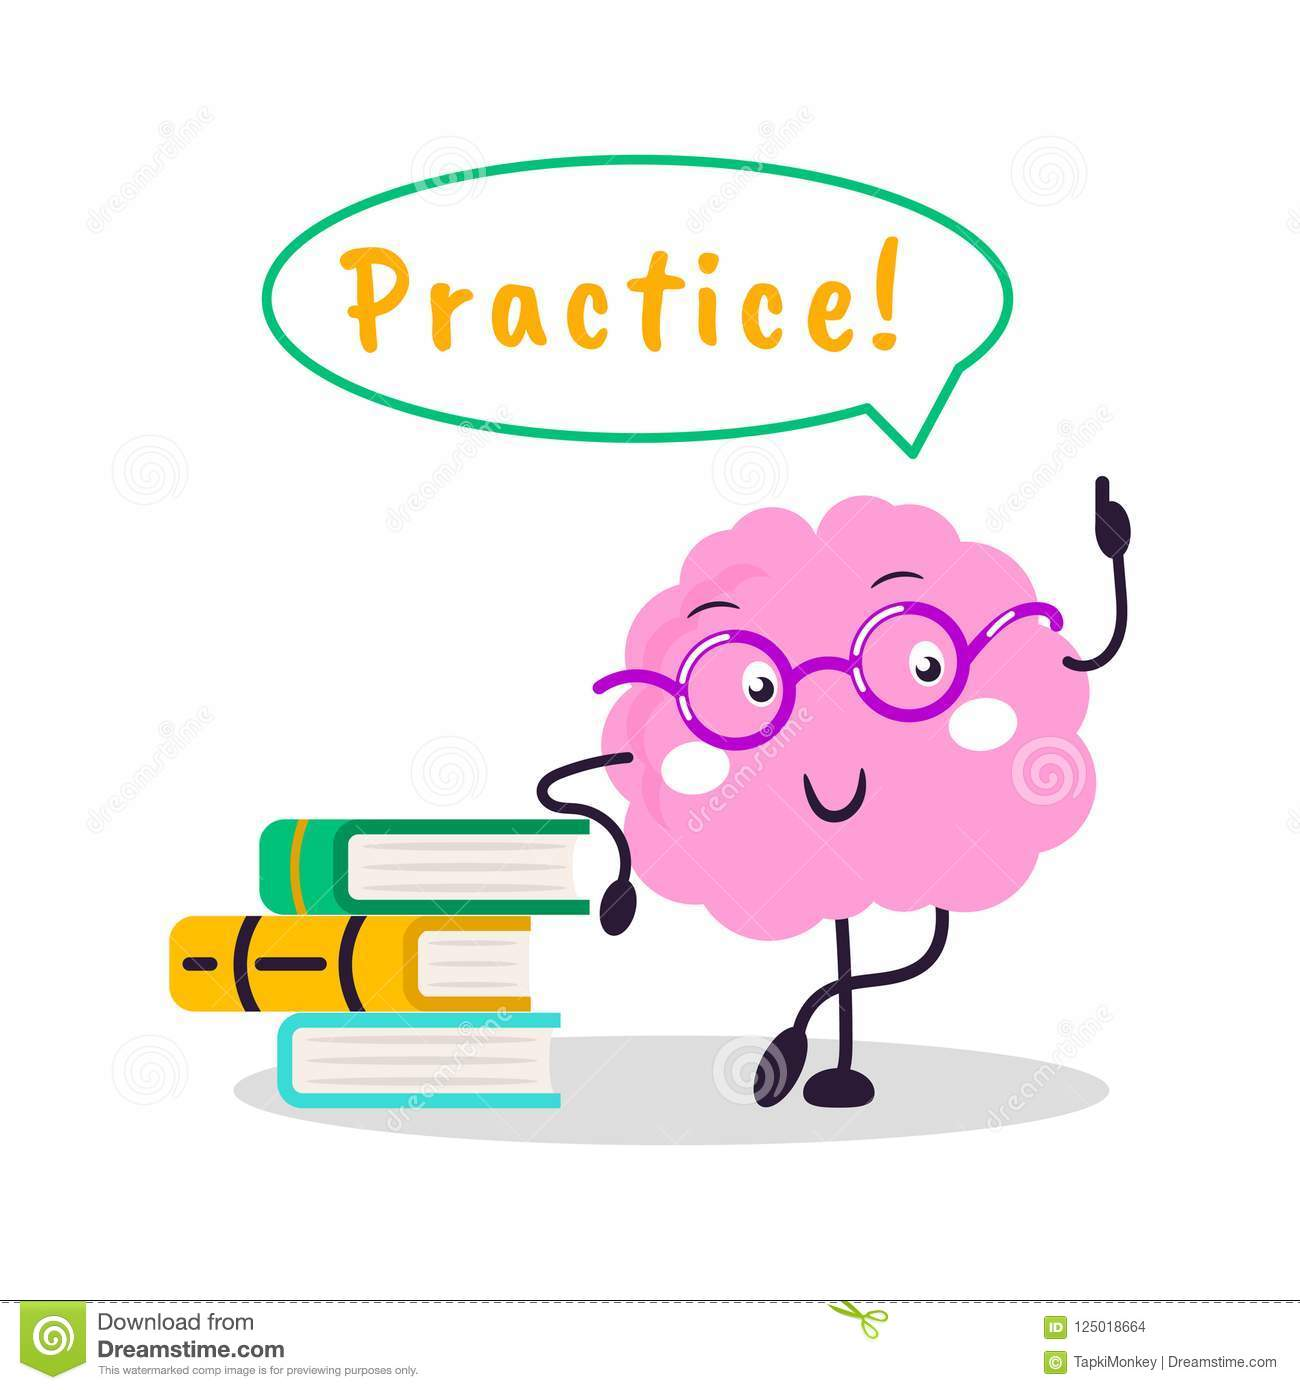 Practice!
dreamstime
Download from
Dreamstime.com
This watermarked comp image is for previewing purposes only.
ID 125018664
© TapkiMonkey | Dreamstime.com